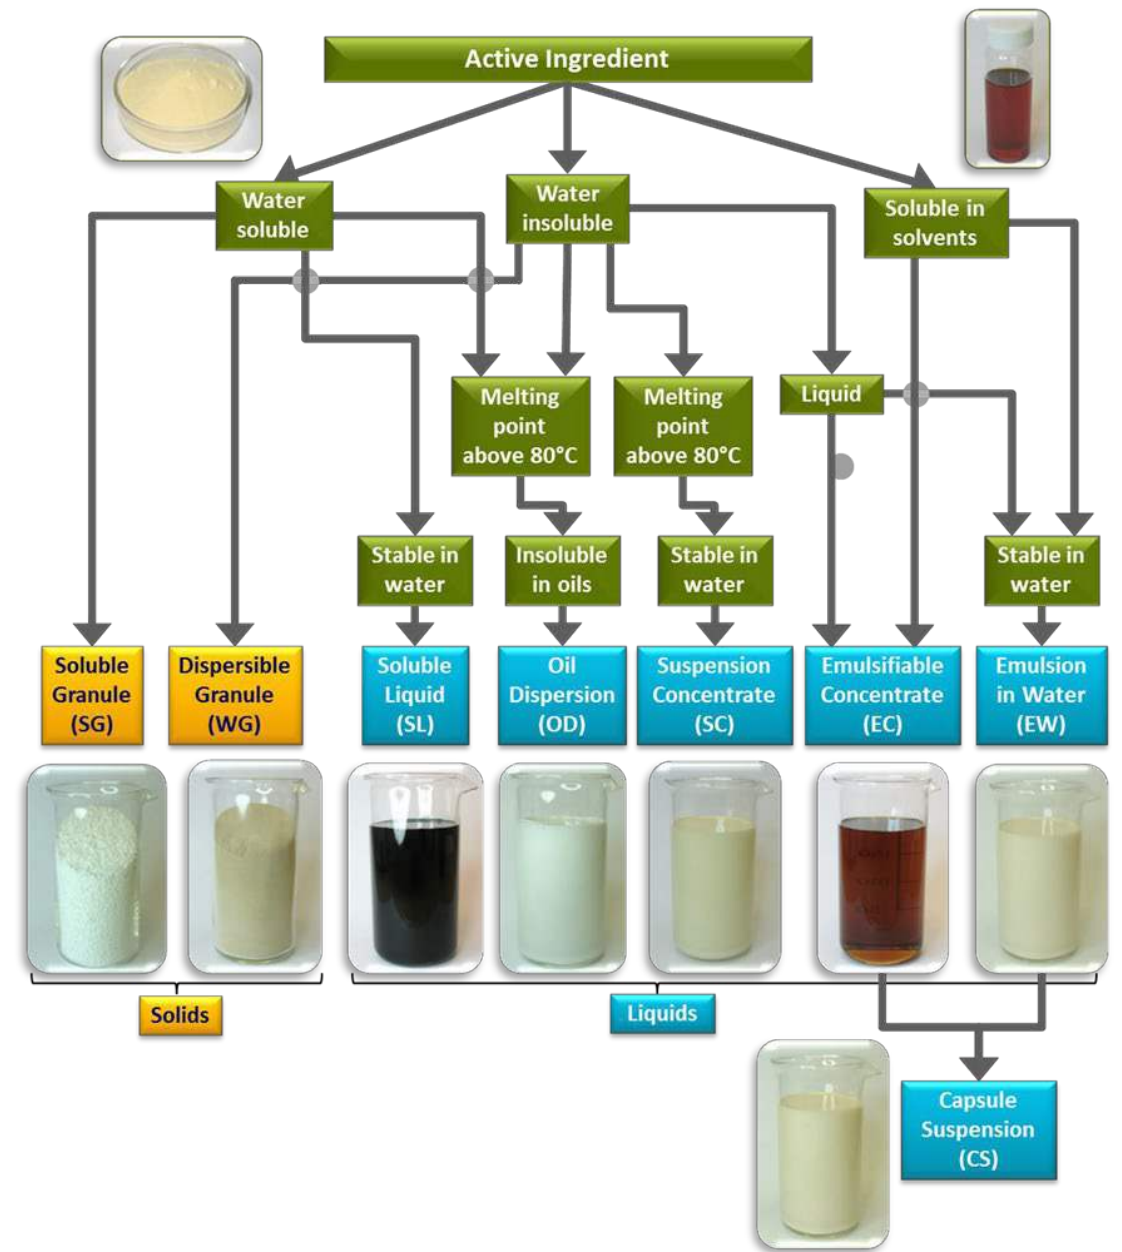 Active Ingredient
Water
soluble
Water
insoluble
Soluble in
solvents
Melting
point
above 80°C
Melting
point
above 80°C
Liquid
Stable in
water
Insoluble
in oils
Stable in
water
Stable in
water
Soluble
Granule
(SG)
Dispersible
Granule
(WG)
Soluble
Liquid
(SL)
Oil
Dispersion
(OD)
Suspension
Concentrate
(SC)
Emulsifiable
Concentrate
(EC)
Emulsion
in Water
(EW)
Solids
Liquids
Capsule
Suspension
(CS)